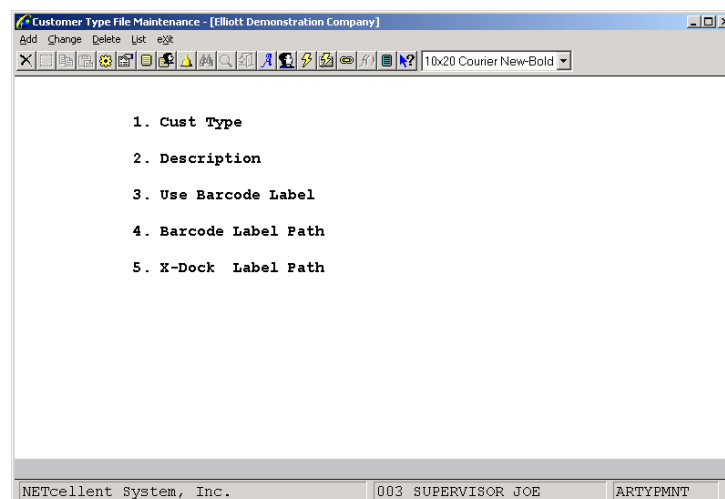 Customer Type File Maintenance - [Elliott Demonstration Company]
Add Change Delete List eXit
10x20 Courier New-Bold
1. Cust Type
2. Description
3. Use Barcode Label
4. Barcode Label Path
5. X-Dock  Label Path
NETcellent System, Inc. 003 SUPERVISOR JOE ARTYPMNT